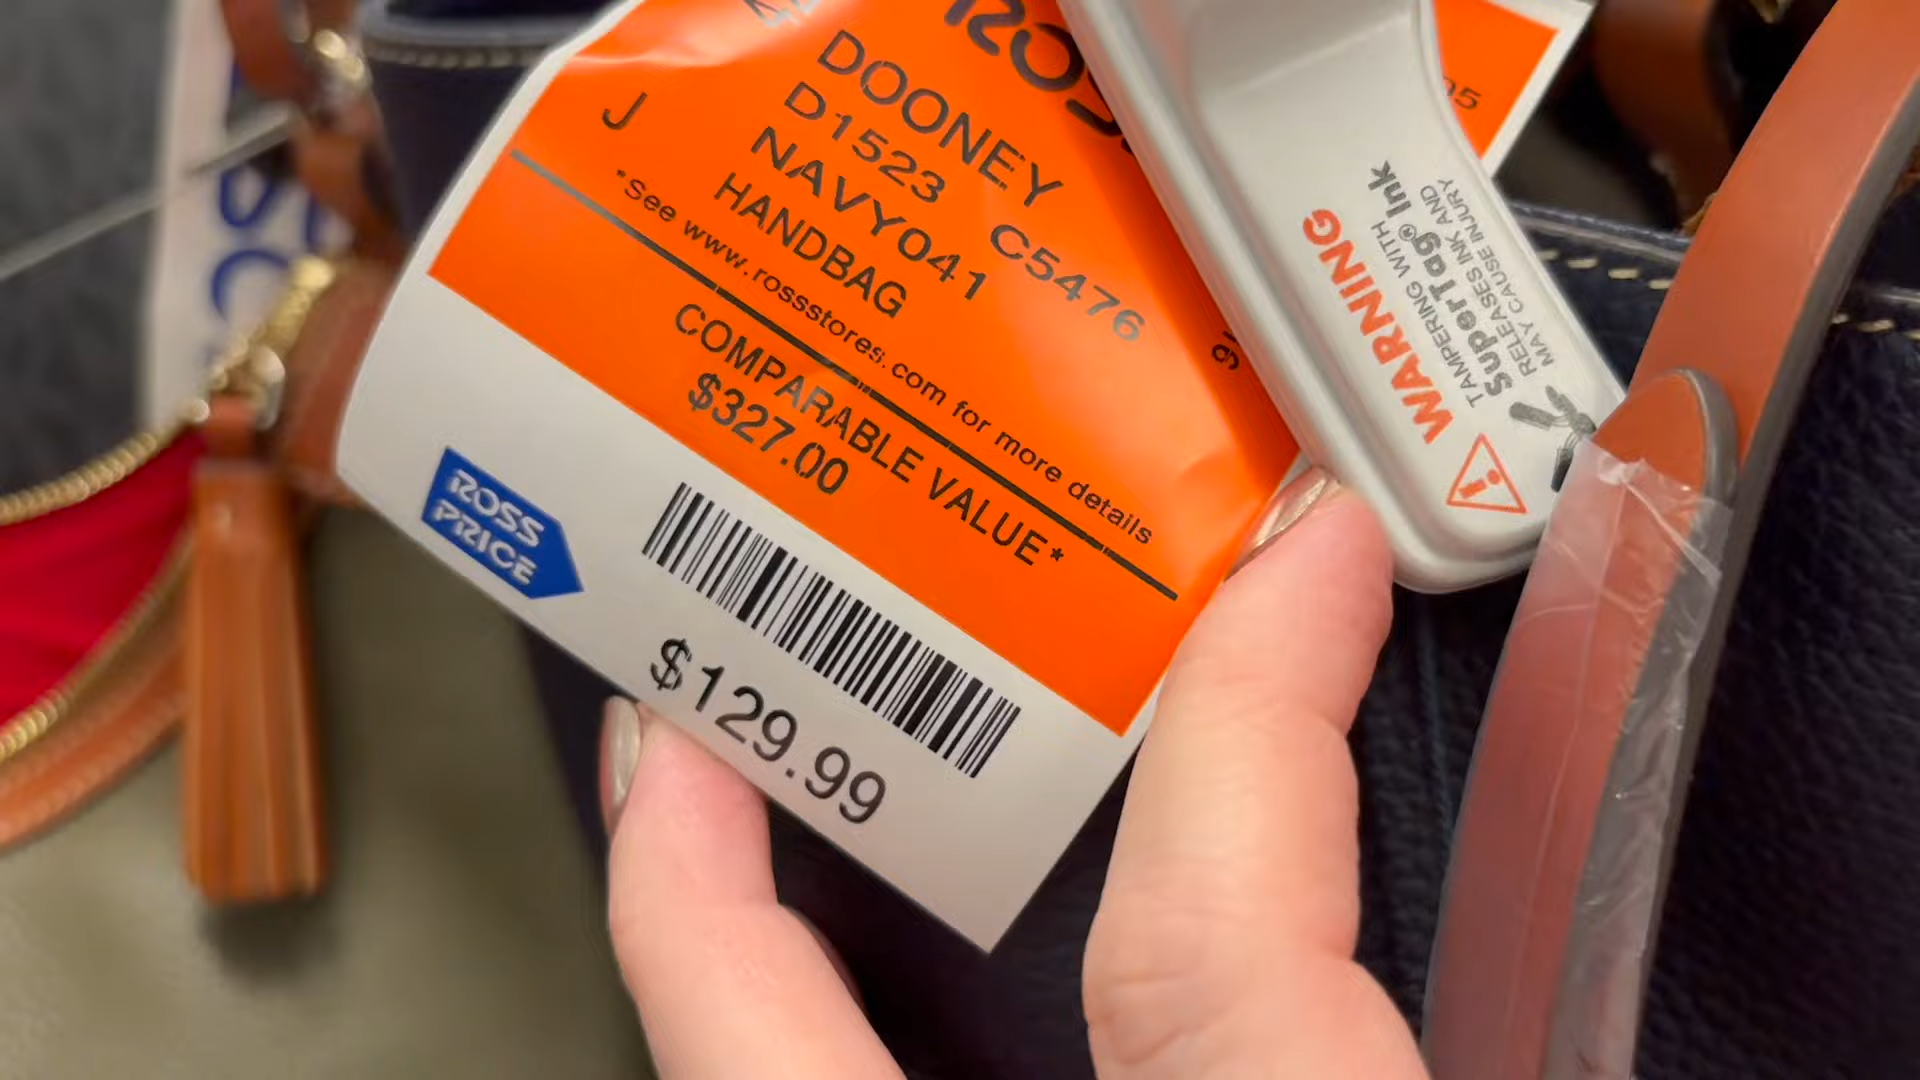 ROSS
J
DOONEY
D1523 C5476
NAVY041
HANDBAG
*See www.rossstores.com for more details
COMPARABLE VALUE*
$327.00
ROSS
PRICE
$129.99
WARNING
TAMPERING WITH
SuperTag® Ink
RELEASES INK AND
MAY CAUSE INJURY